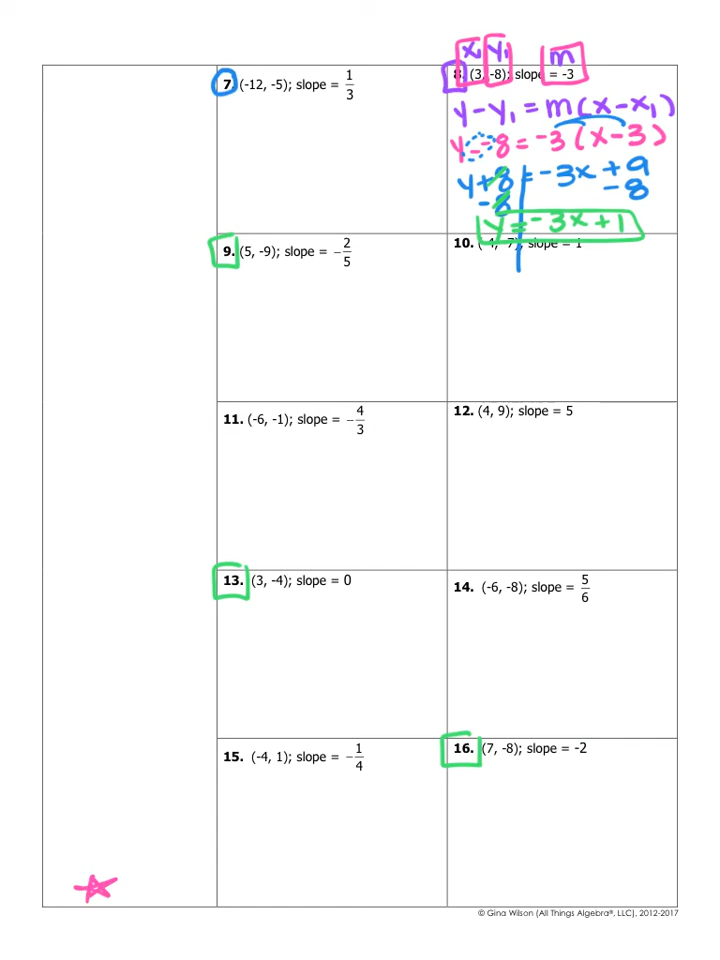 7. (-12, -5); slope = 1/3
x₁ y₁ m
8. (3, -8); slope = -3
y - y₁ = m(x - x₁)
y - -8 = -3(x - 3)
y + 8 = -3x + 9
-8 -8
y = -3x + 1
9. (5, -9); slope = -2/5
10. (-4, -7); slope = 1
11. (-6, -1); slope = -4/3
12. (4, 9); slope = 5
13. (3, -4); slope = 0
14. (-6, -8); slope = 5/6
15. (-4, 1); slope = -1/4
16. (7, -8); slope = -2
© Gina Wilson (All Things Algebra®, LLC), 2012-2017